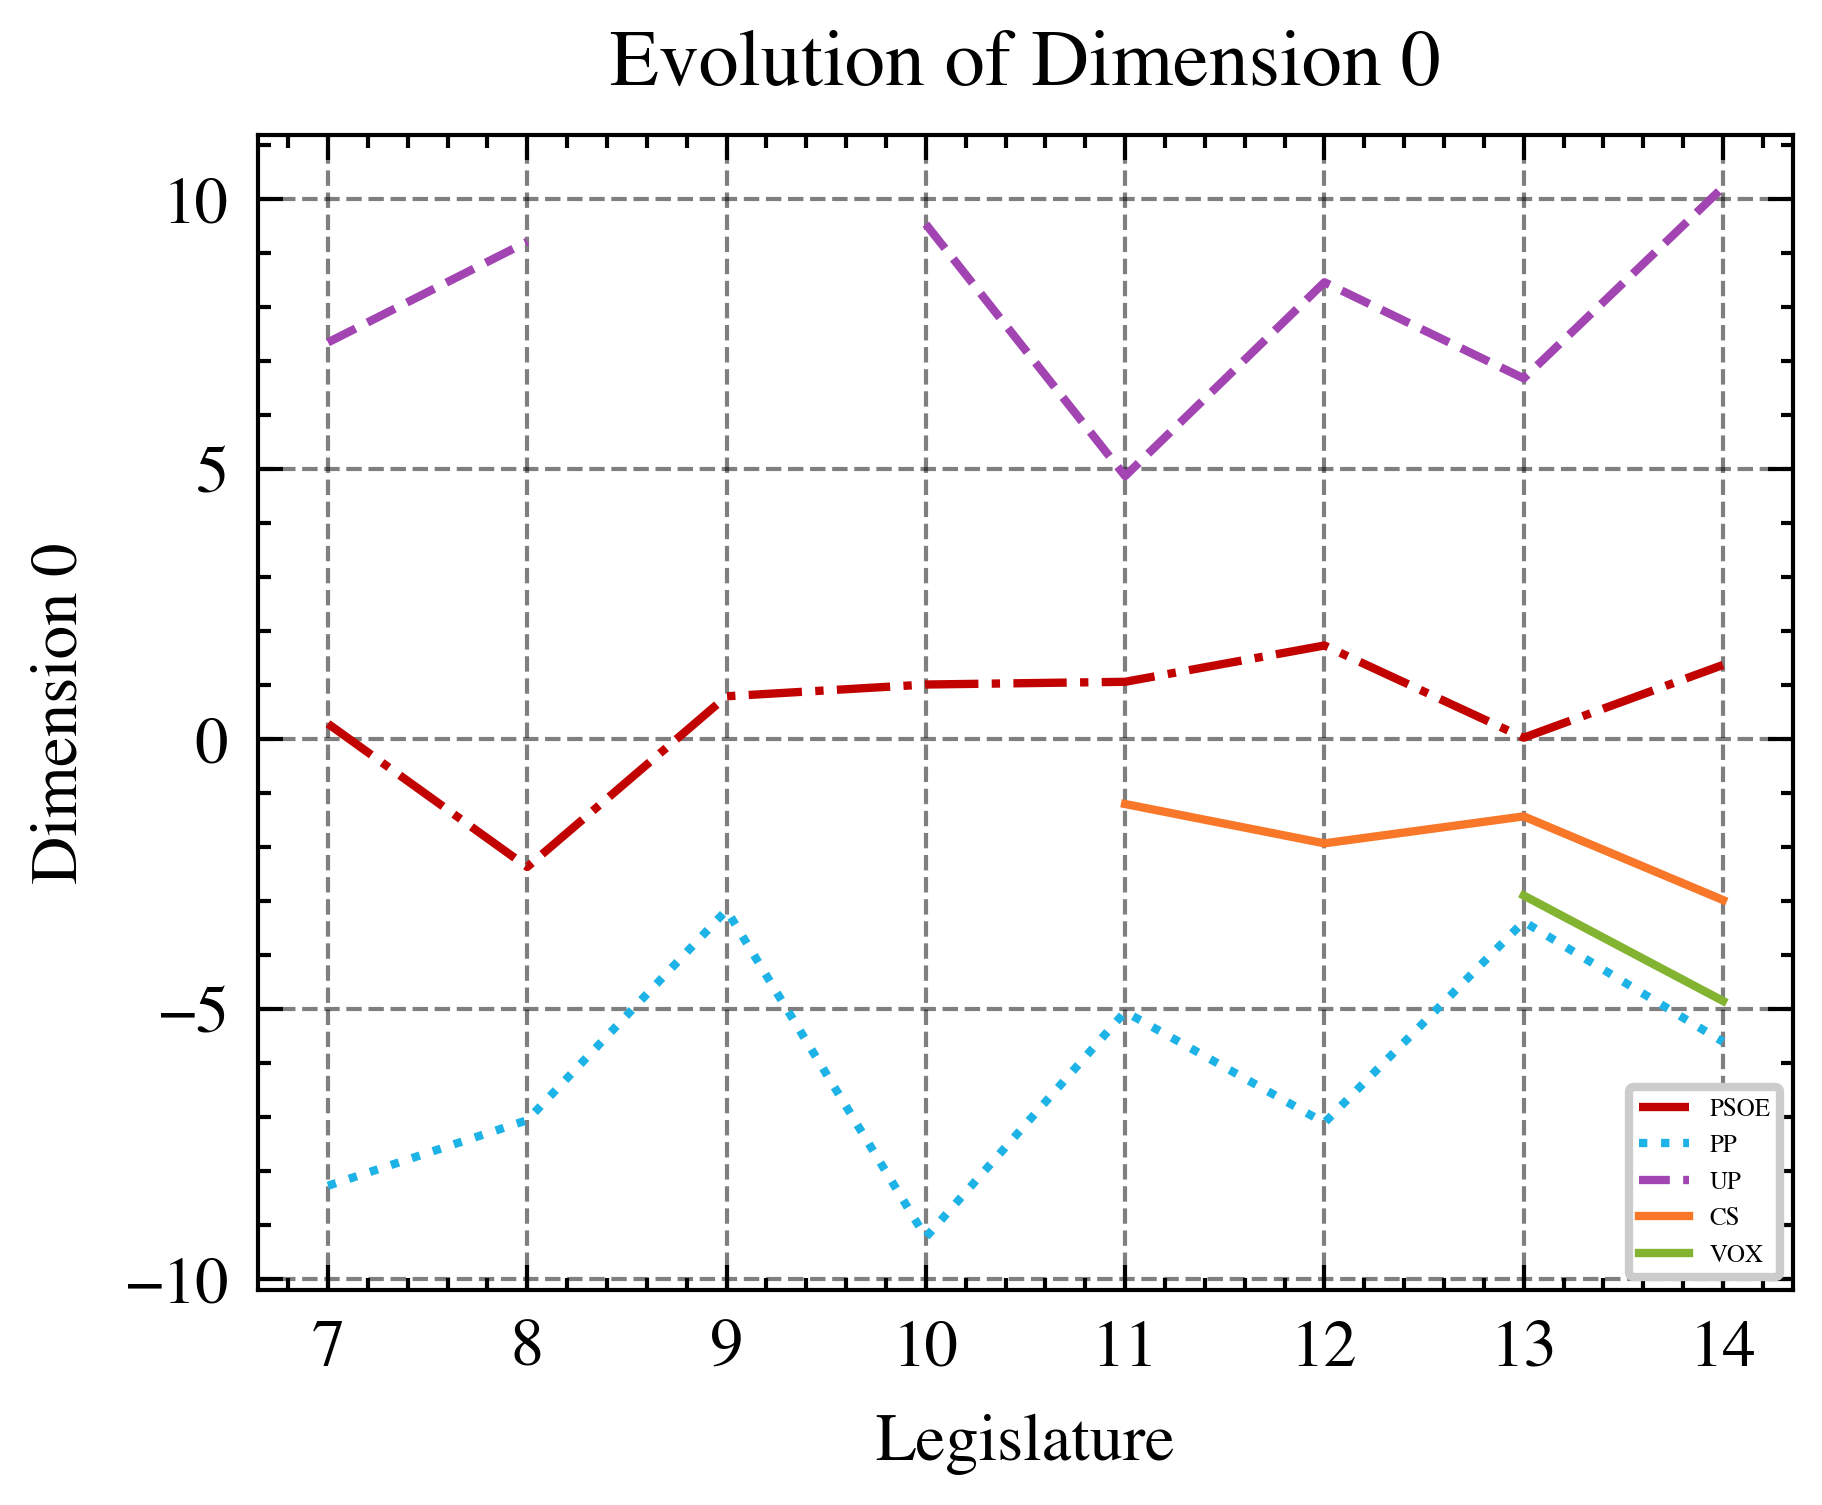 Evolution of Dimension 0
Dimension 0
10
5
0
−5
−10
7 8 9 10 11 12 13 14
Legislature
PSOE
PP
UP
CS
VOX